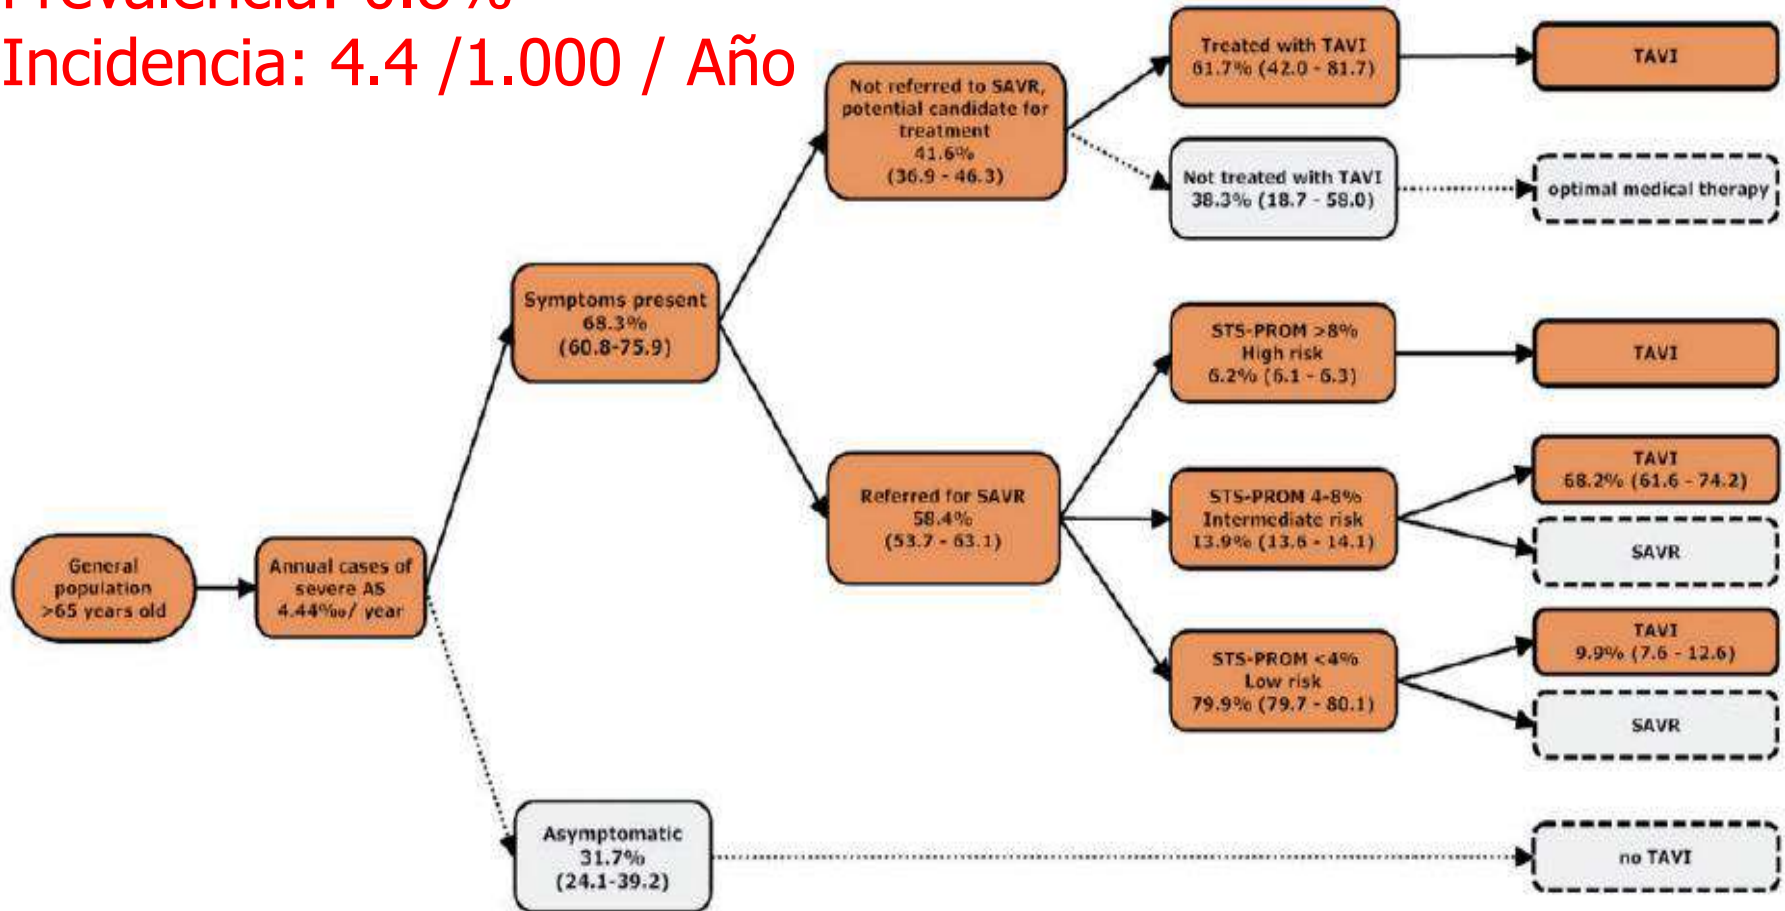 Incidencia: 4.4 /1.000 / Año
Treated with TAVI
61.7% (42.0 - 81.7)
TAVI
Not referred to SAVR,
potential candidate for
treatment
41.6%
(36.9 - 46.3)
Not treated with TAVI
38.3% (18.7 - 58.0)
optimal medical therapy
Symptoms present
68.3%
(60.8-75.9)
STS-PROM >8%
High risk
6.2% (6.1 - 6.3)
TAVI
Referred for SAVR
58.4%
(53.7 - 63.1)
STS-PROM 4-8%
Intermediate risk
13.9% (13.6 - 14.1)
TAVI
68.2% (61.6 - 74.2)
SAVR
General
population
>65 years old
Annual cases of
severe AS
4.44‰/ year
STS-PROM <4%
Low risk
79.9% (79.7 - 80.1)
TAVI
9.9% (7.6 - 12.6)
SAVR
Asymptomatic
31.7%
(24.1-39.2)
no TAVI